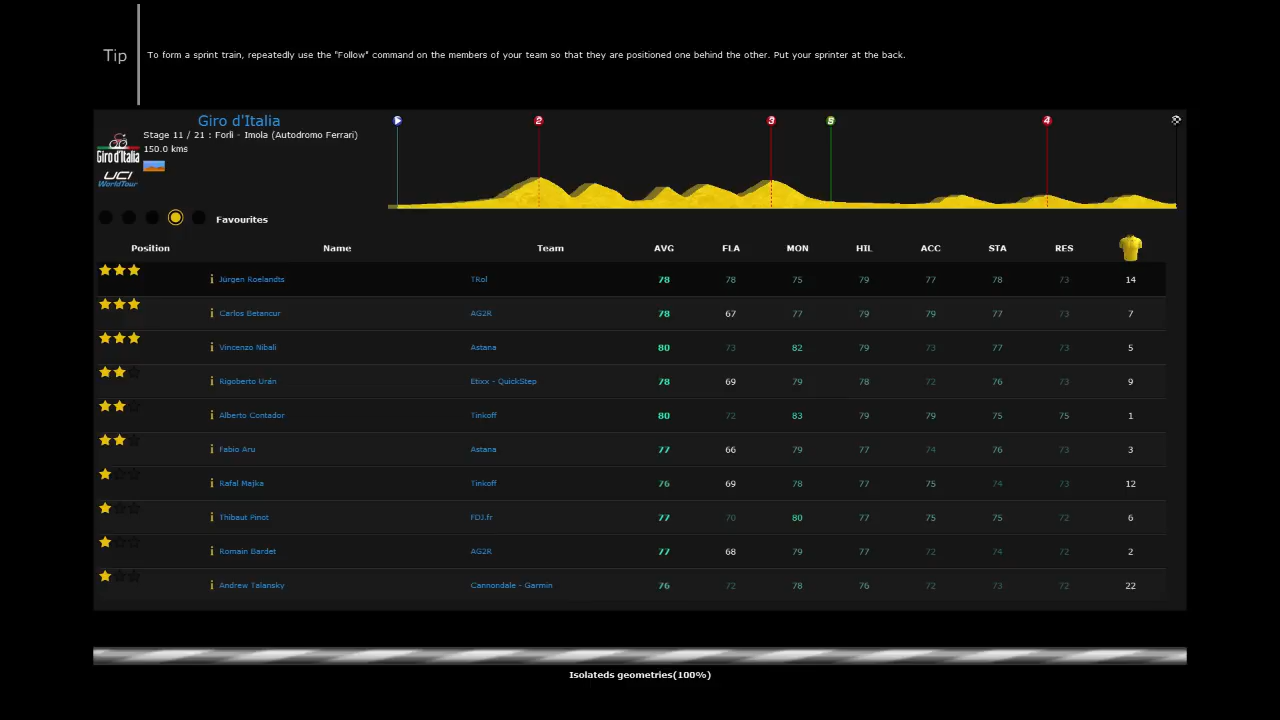 Tip
To form a sprint train, repeatedly use the "Follow" command on the members of your team so that they are positioned one behind the other. Put your sprinter at the back.
Giro d'Italia
Stage 11 / 21 : Forlì - Imola (Autodromo Ferrari)
150.0 kms
Giro d'Italia
UCI
WorldTour
2 3 S 4
Favourites
Position Name Team AVG FLA MON HIL ACC STA RES
i Jürgen Roelandts TRol 78 78 75 79 77 78 73 14
i Carlos Betancur AG2R 78 67 77 79 79 77 73 7
i Vincenzo Nibali Astana 80 73 82 79 73 77 73 5
i Rigoberto Urán Etixx - QuickStep 78 69 79 78 72 76 73 9
i Alberto Contador Tinkoff 80 72 83 79 79 75 75 1
i Fabio Aru Astana 77 66 79 77 74 76 73 3
i Rafal Majka Tinkoff 76 69 78 77 75 74 73 12
i Thibaut Pinot FDJ.fr 77 70 80 77 75 75 72 6
i Romain Bardet AG2R 77 68 79 77 72 74 72 2
i Andrew Talansky Cannondale - Garmin 76 72 78 76 72 73 72 22
Isolateds geometries(100%)